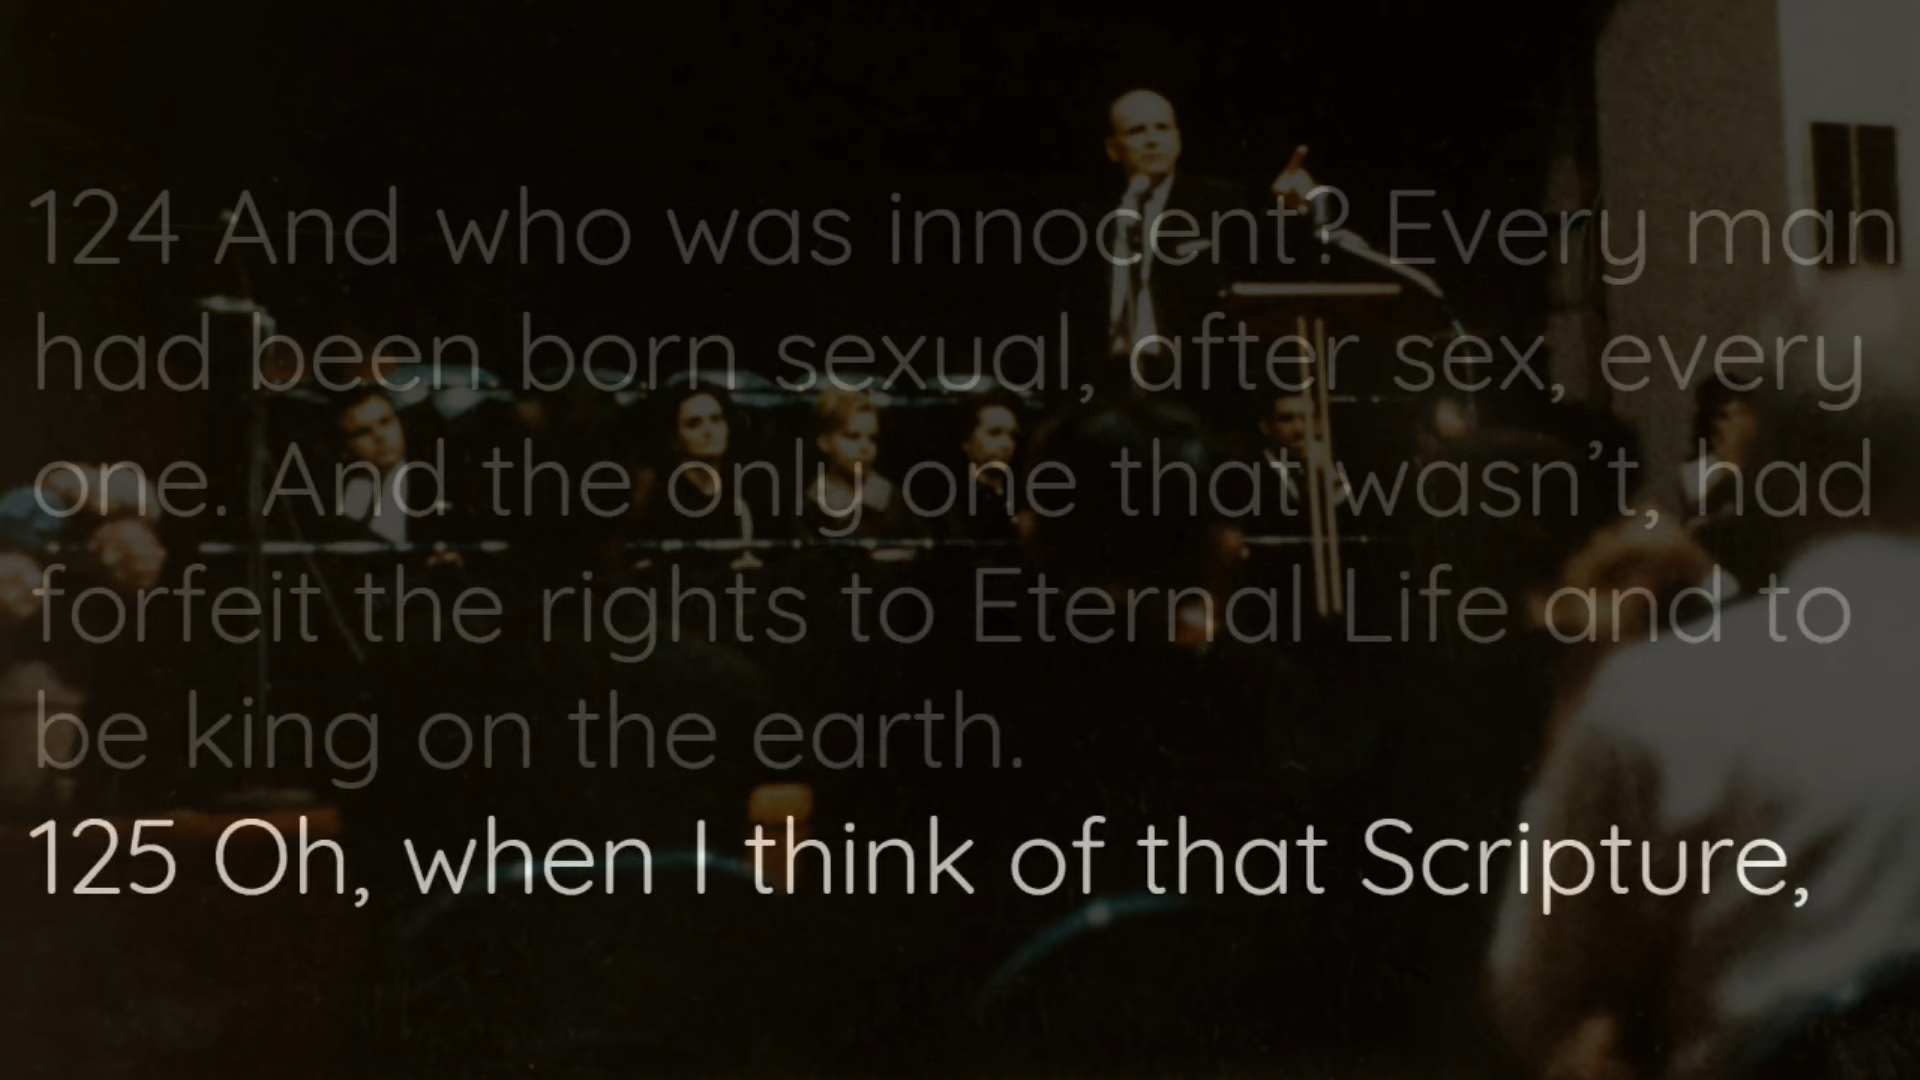 124 And who was innocent? Every man
had been born sexual, after sex, every
one. And the only one that wasn’t, had
forfeit the rights to Eternal Life and to
be king on the earth.
125 Oh, when I think of that Scripture,